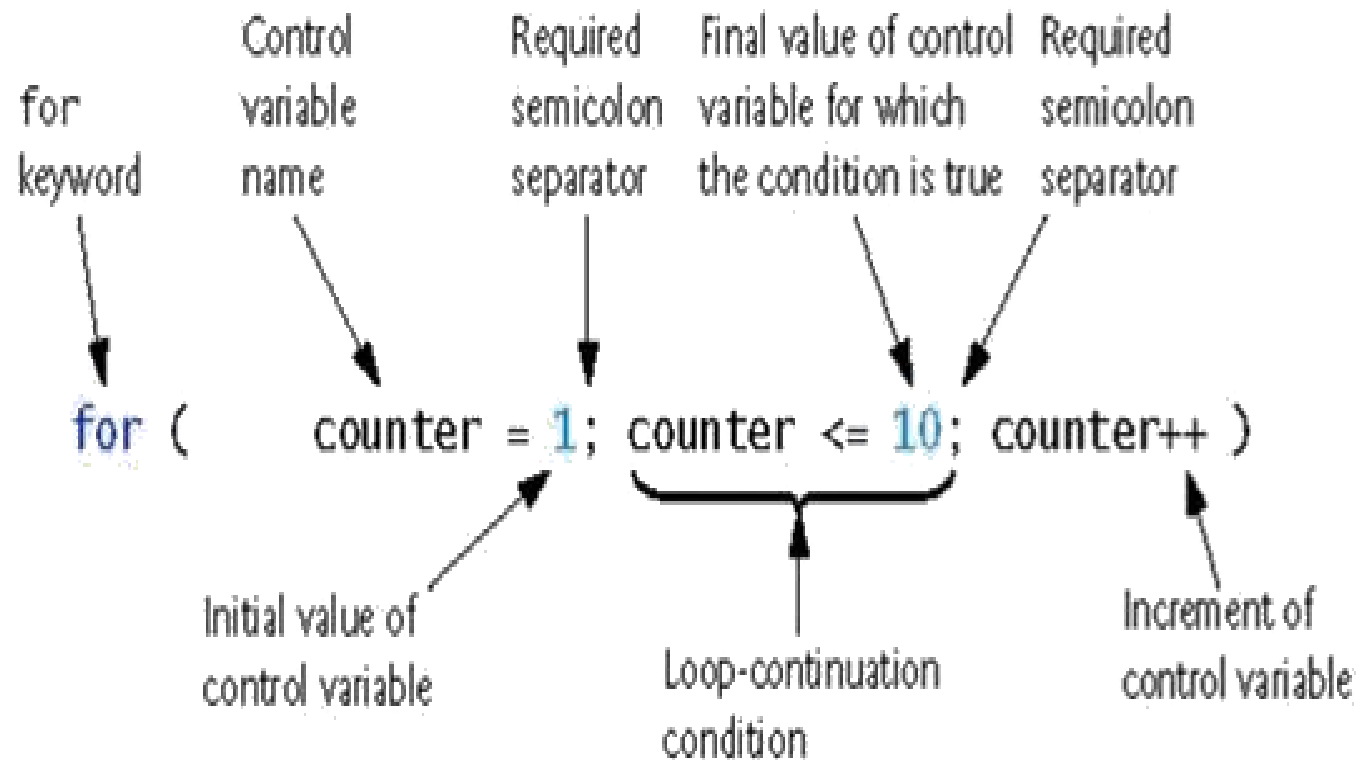 for
keyword
Control
variable
name
Required
semicolon
separator
Final value of control
variable for which
the condition is true
Required
semicolon
separator
for ( counter = 1; counter <= 10; counter++ )
Initial value of
control variable
Loop-continuation
condition
Increment of
control variable